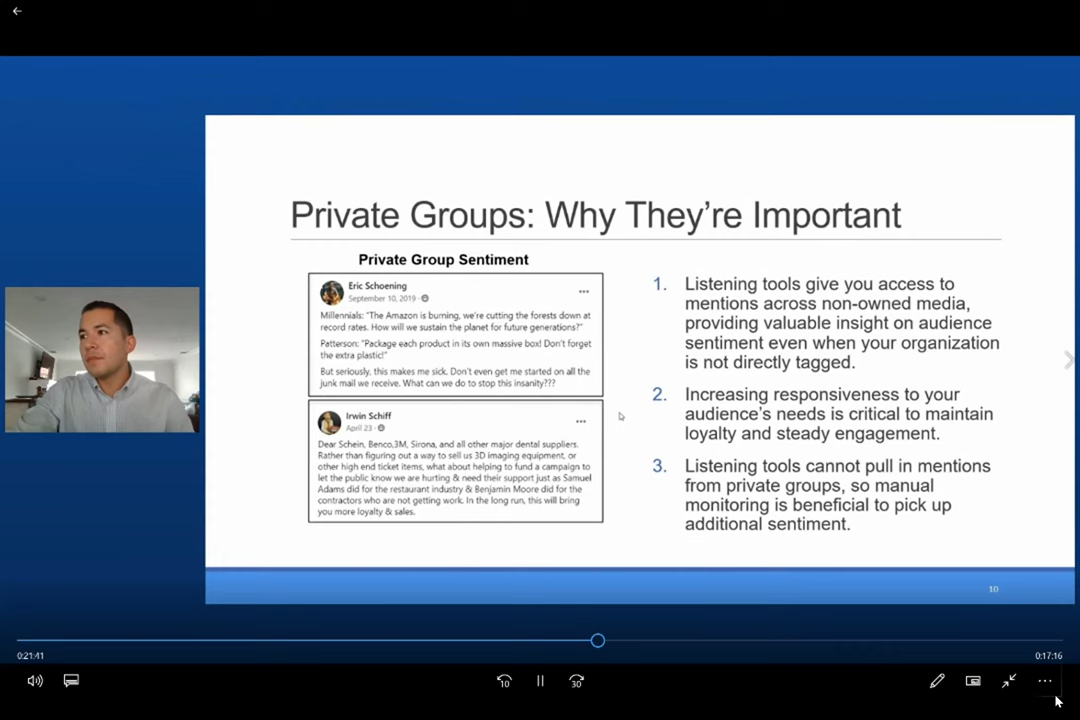 Private Groups: Why They're Important
Private Group Sentiment
Eric Schoening
September 10, 2019
Millennials: "The Amazon is burning, we're cutting the forests down at
record rates. How will we sustain the planet for future generations?"
Patterson: "Package each product in its own massive box! Don't forget
the extra plastic!"
But seriously, this makes me sick. Don't even get me started on all the
junk mail we receive. What can we do to stop this insanity???
Irwin Schiff
April 23
Dear Schein, Benco,3M, Sirona, and all other major dental suppliers.
Rather than figuring out a way to sell us 3D imaging equipment, or
other high end ticket items, what about helping to fund a campaign to
let the public know we are hurting & need their support just as Samuel
Adams did for the restaurant industry & Benjamin Moore did for the
contractors who are not getting work. In the long run, this will bring
you more loyalty & sales.
1. Listening tools give you access to
mentions across non-owned media,
providing valuable insight on audience
sentiment even when your organization
is not directly tagged.
2. Increasing responsiveness to your
audience's needs is critical to maintain
loyalty and steady engagement.
3. Listening tools cannot pull in mentions
from private groups, so manual
monitoring is beneficial to pick up
additional sentiment.
10
0:21:41
0:17:16
10
30